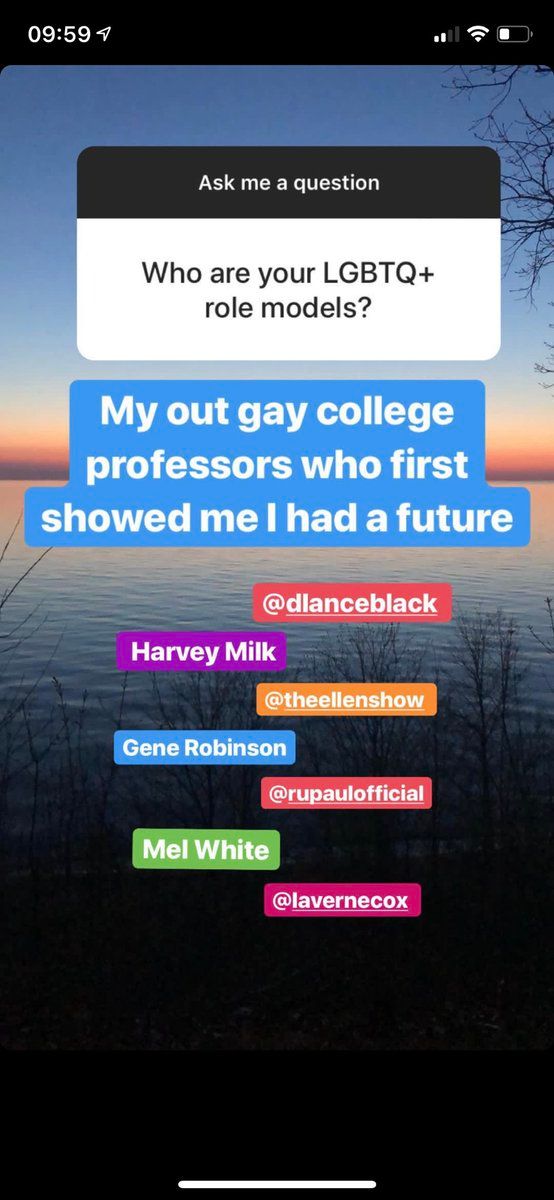 09:59
Ask me a question
Who are your LGBTQ+
role models?
My out gay college
professors who first
showed me I had a future
@dlanceblack
Harvey Milk
@theellenshow
Gene Robinson
@rupaulofficial
Mel White
@lavernecox